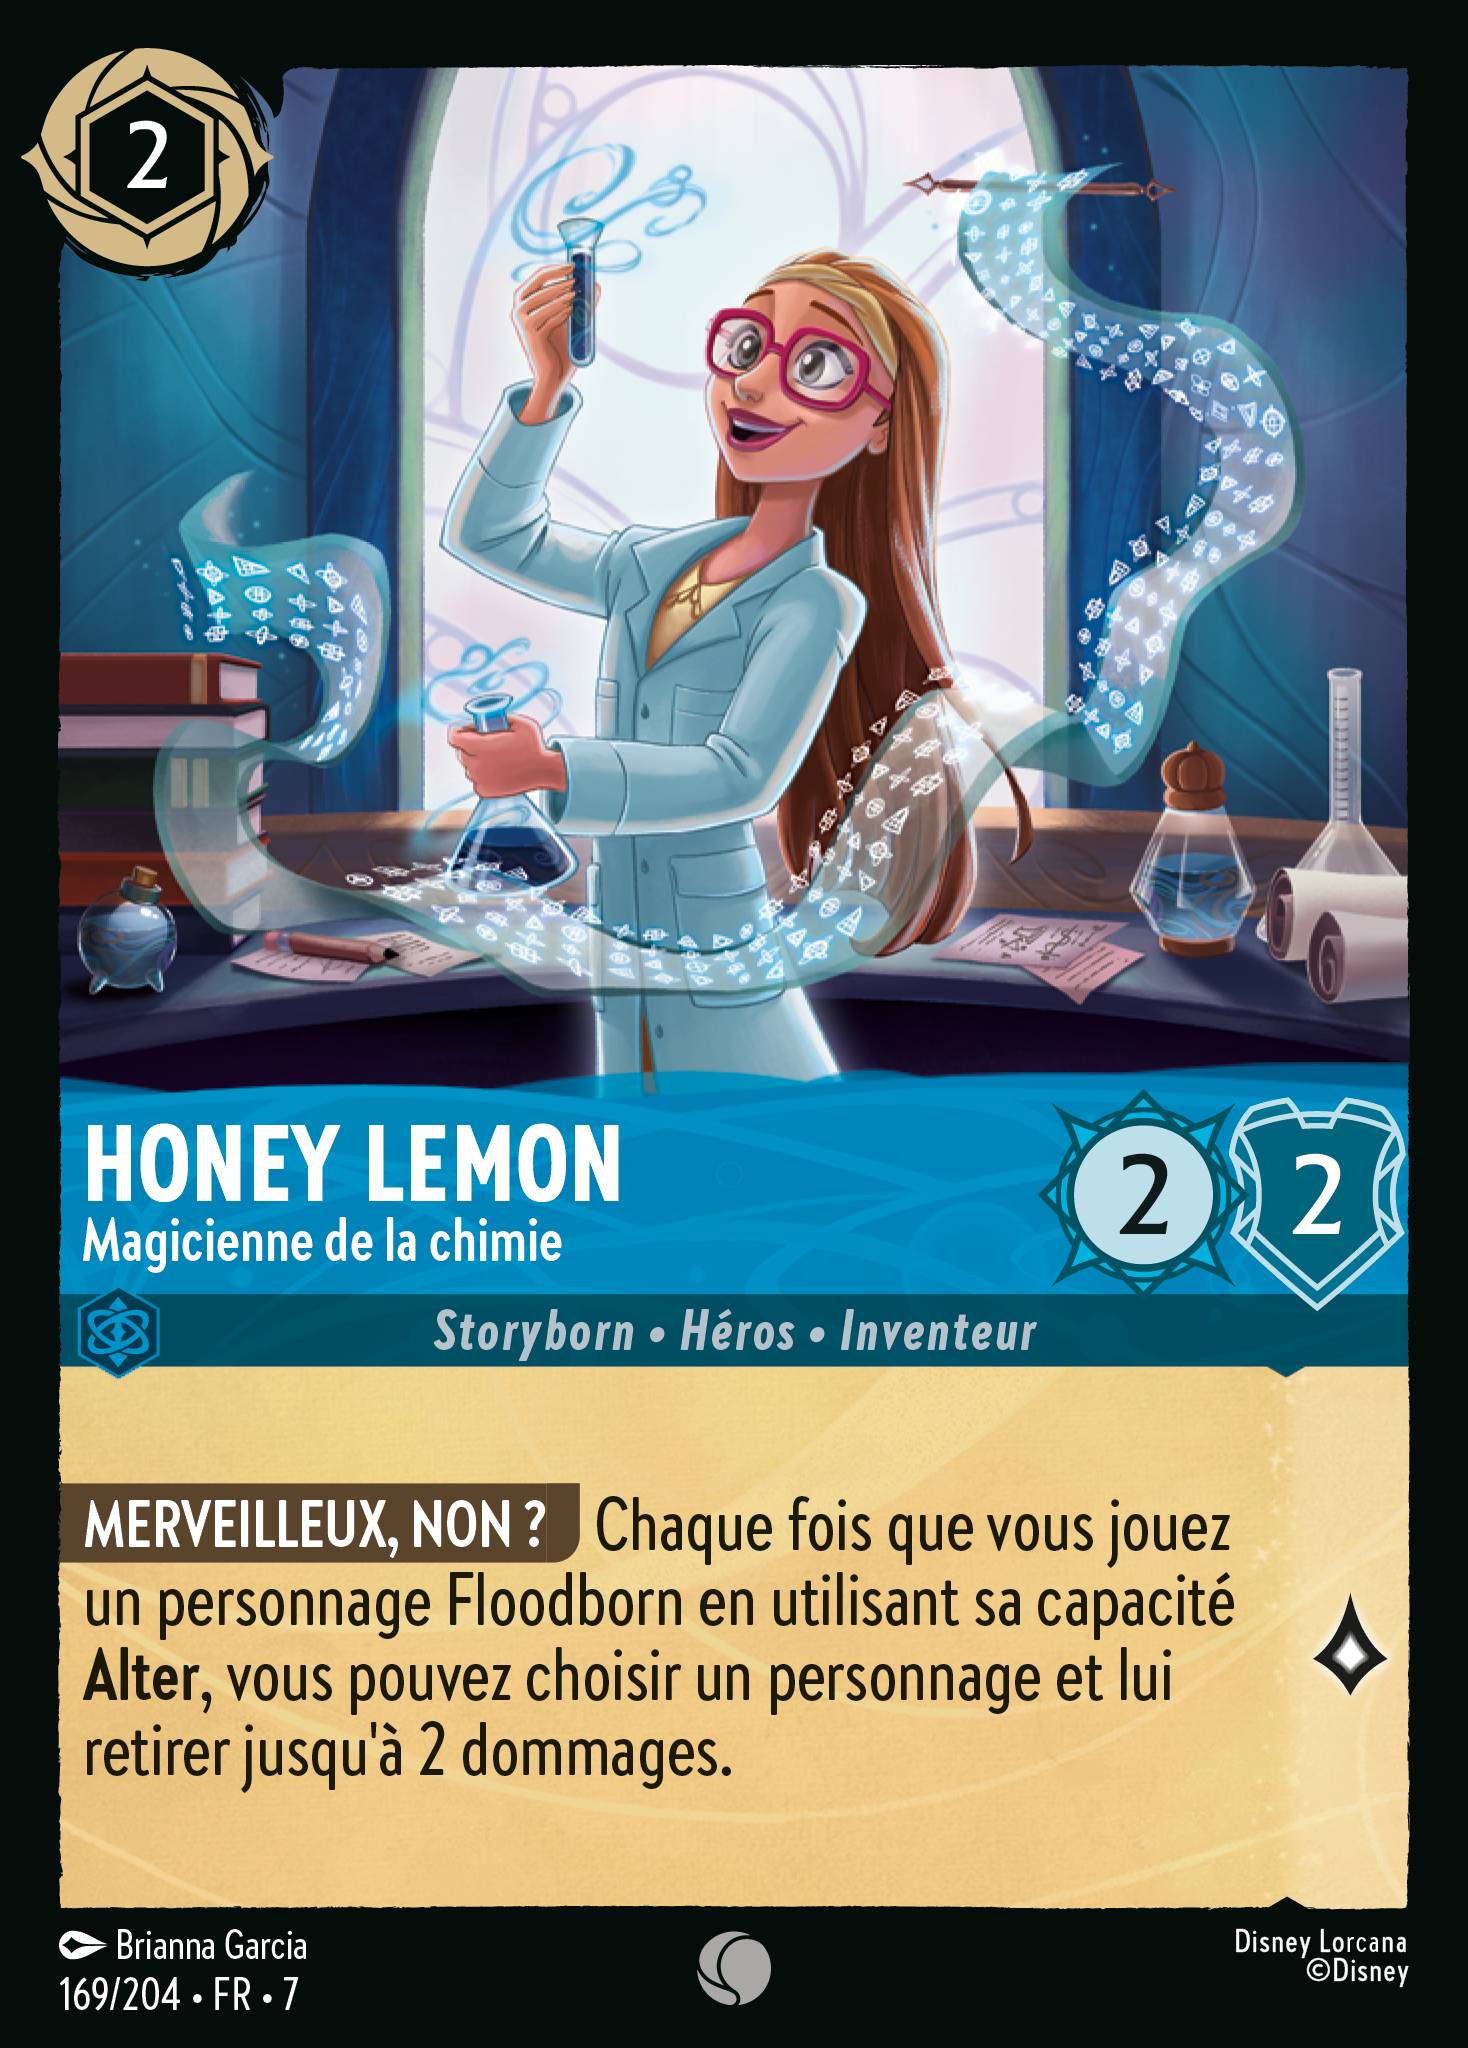 2
HONEY LEMON
Magicienne de la chimie
2 2
Storyborn • Héros • Inventeur
MERVEILLEUX, NON ? Chaque fois que vous jouez
un personnage Floodborn en utilisant sa capacité
Alter, vous pouvez choisir un personnage et lui
retirer jusqu'à 2 dommages.
Brianna Garcia
169/204 • FR • 7
Disney Lorcana
©Disney